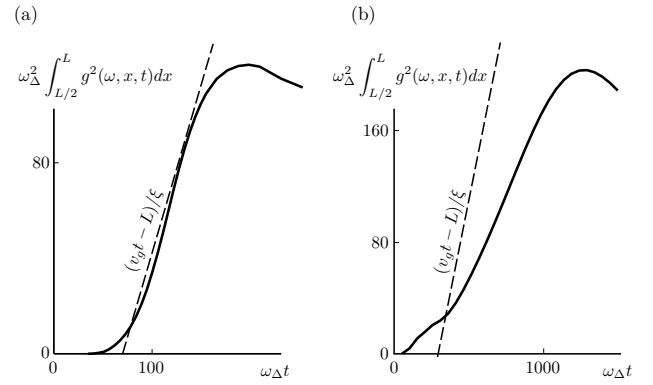 (a)
ω_Δ^2 ∫_{L/2}^{L} g^2(ω, x, t)dx
80
(v_g t − L)/ξ
0
0
100
ω_Δ t
(b)
ω_Δ^2 ∫_{L/2}^{L} g^2(ω, x, t)dx
160
80
(v_g t − L)/ξ
0
0
1000
ω_Δ t